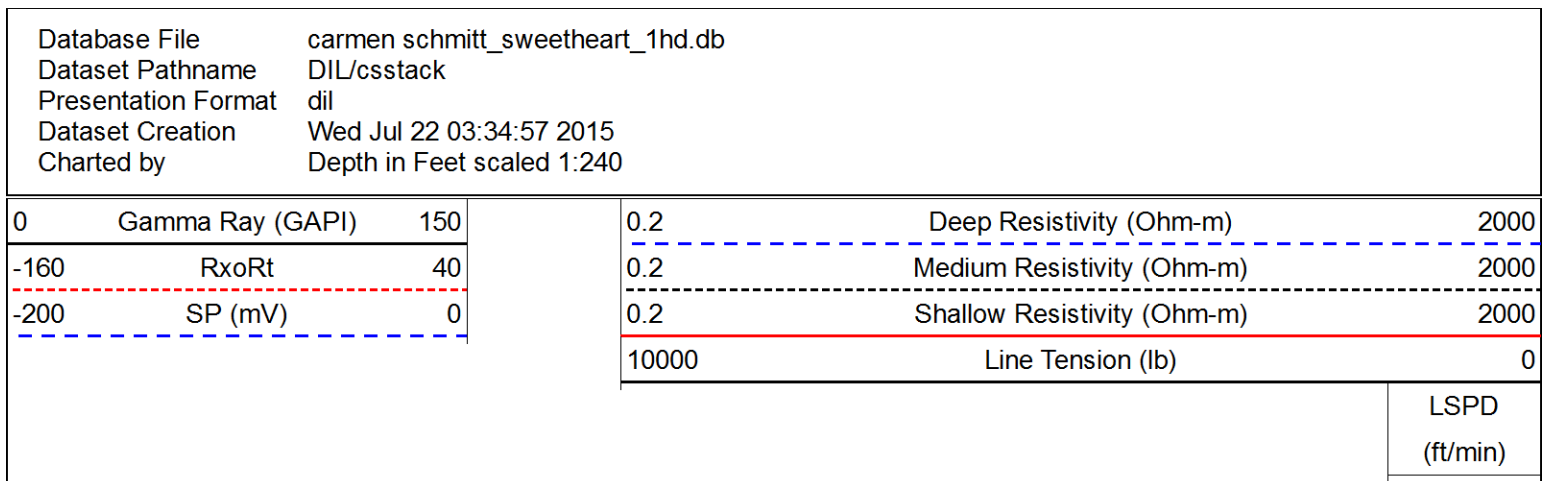 Database File carmen schmitt_sweetheart_1hd.db
Dataset Pathname DIL/csstack
Presentation Format dil
Dataset Creation Wed Jul 22 03:34:57 2015
Charted by Depth in Feet scaled 1:240
0 Gamma Ray (GAPI) 150 0.2 Deep Resistivity (Ohm-m) 2000
-160 RxoRt 40 0.2 Medium Resistivity (Ohm-m) 2000
-200 SP (mV) 0 0.2 Shallow Resistivity (Ohm-m) 2000
10000 Line Tension (lb) 0
LSPD
(ft/min)